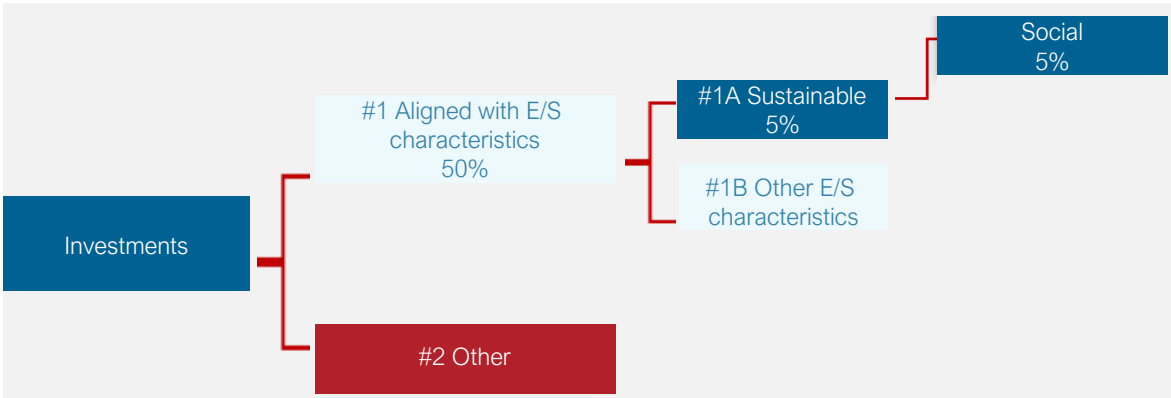 Social
5%
#1A Sustainable
5%
#1 Aligned with E/S
characteristics
50%
#1B Other E/S
characteristics
Investments
#2 Other